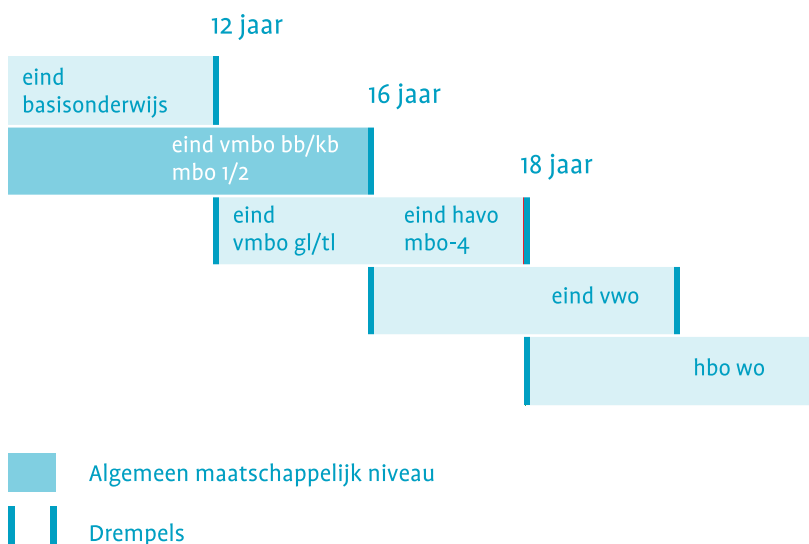 12 jaar
eind
basisonderwijs
16 jaar
eind vmbo bb/kb
mbo 1/2
18 jaar
eind
vmbo gl/tl
eind havo
mbo-4
eind vwo
hbo wo
Algemeen maatschappelijk niveau
Drempels